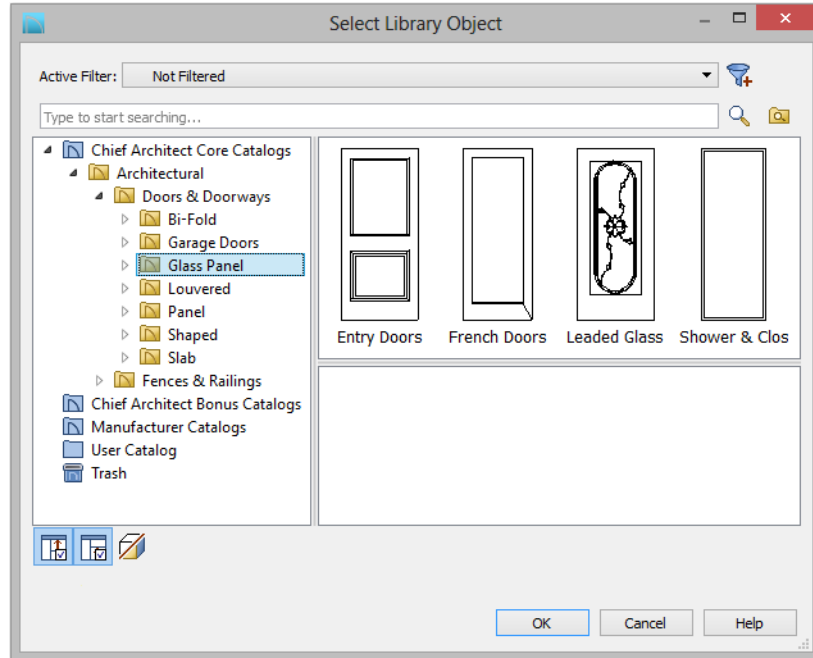 Select Library Object
Active Filter: Not Filtered
Type to start searching...
Chief Architect Core Catalogs
Architectural
Doors & Doorways
Bi-Fold
Garage Doors
Glass Panel
Louvered
Panel
Shaped
Slab
Fences & Railings
Chief Architect Bonus Catalogs
Manufacturer Catalogs
User Catalog
Trash
Entry Doors French Doors Leaded Glass Shower & Clos
OK Cancel Help